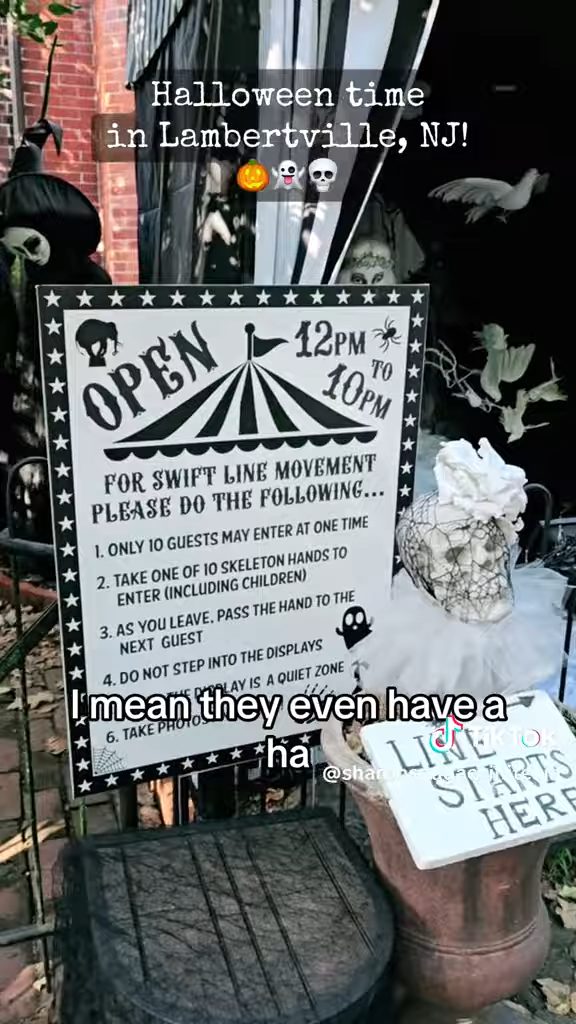 Halloween time
in Lambertville, NJ!
🎃👻💀
OPEN
12PM
TO
10PM
FOR SWIFT LINE MOVEMENT
PLEASE DO THE FOLLOWING...
1. ONLY 10 GUESTS MAY ENTER AT ONE TIME
2. TAKE ONE OF 10 SKELETON HANDS TO
ENTER (INCLUDING CHILDREN)
3. AS YOU LEAVE, PASS THE HAND TO THE
NEXT GUEST
4. DO NOT STEP INTO THE DISPLAYS
THE DISPLAY IS A QUIET ZONE
6. TAKE PHOTOS
I mean they even have a
ha
TikTok
LINE
STARTS
HERE